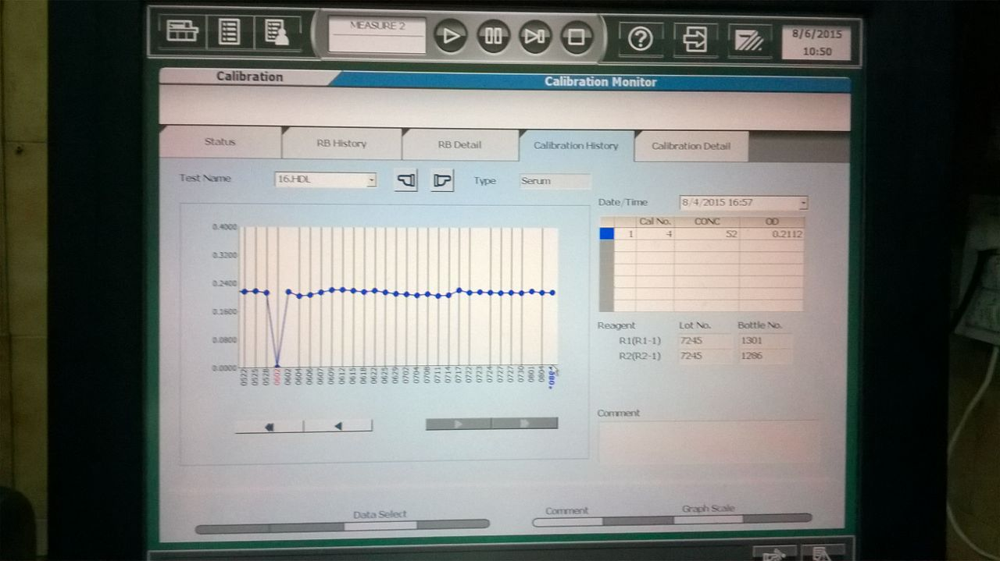 MEASURE 2
8/6/2015
10:50
Calibration
Calibration Monitor
Status
RB History
RB Detail
Calibration History
Calibration Detail
Test Name
16.HDL
Type
Serum
Date/Time
8/4/2015 16:57
Cal No. CONC OD
1 4 52 0.2112
0.4000
0.3200
0.2400
0.1600
0.0800
0.0000
0522 0525 0528 0602 0602 0604 0606 0607 0609 0612 0615 0618 0622 0625 0629 0702 0704 0708 0711 0714 0717 0722 0723 0724 0727 0727 0730 0801 0804
Reagent Lot No. Bottle No.
R1(R1-1) 7245 1301
R2(R2-1) 7245 1286
Comment
Data Select
Comment
Graph Scale